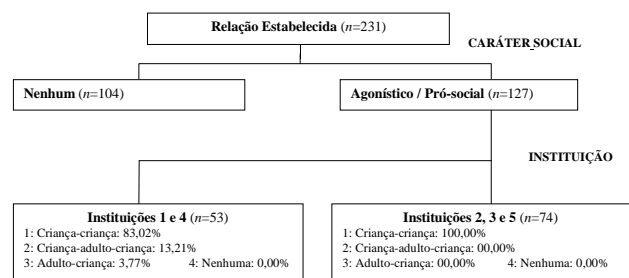 Relação Estabelecida (n=231)
CARÁTER SOCIAL
Nenhum (n=104)
Agonístico / Pró-social (n=127)
INSTITUIÇÃO
Instituições 1 e 4 (n=53)
1: Criança-criança: 83,02%
2: Criança-adulto-criança: 13,21%
3: Adulto-criança: 3,77% 4: Nenhuma: 0,00%
Instituições 2, 3 e 5 (n=74)
1: Criança-criança: 100,00%
2: Criança-adulto-criança: 00,00%
3: Adulto-criança: 00,00% 4: Nenhuma: 0,00%